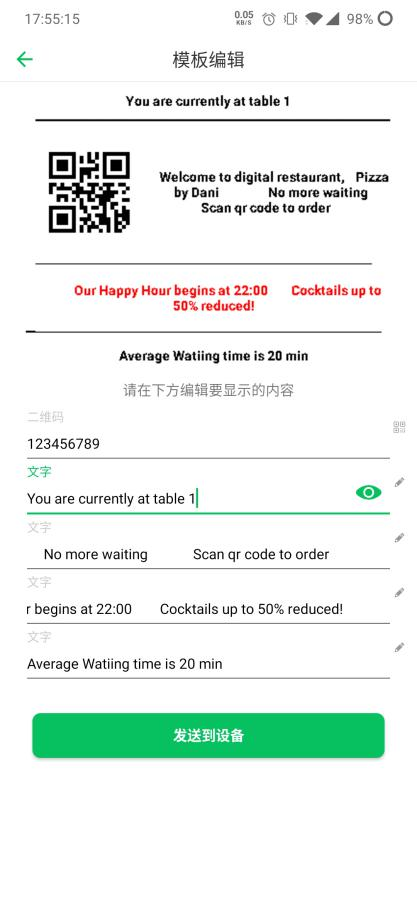 17:55:15
0.05
KB/S
98%
模板编辑
You are currently at table 1
Welcome to digital restaurant, Pizza
by Dani No more waiting
Scan qr code to order
Our Happy Hour begins at 22:00 Cocktails up to
50% reduced!
Average Watiing time is 20 min
请在下方编辑要显示的内容
二维码
123456789
文字
You are currently at table 1
文字
No more waiting Scan qr code to order
文字
r begins at 22:00 Cocktails up to 50% reduced!
文字
Average Watiing time is 20 min
发送到设备